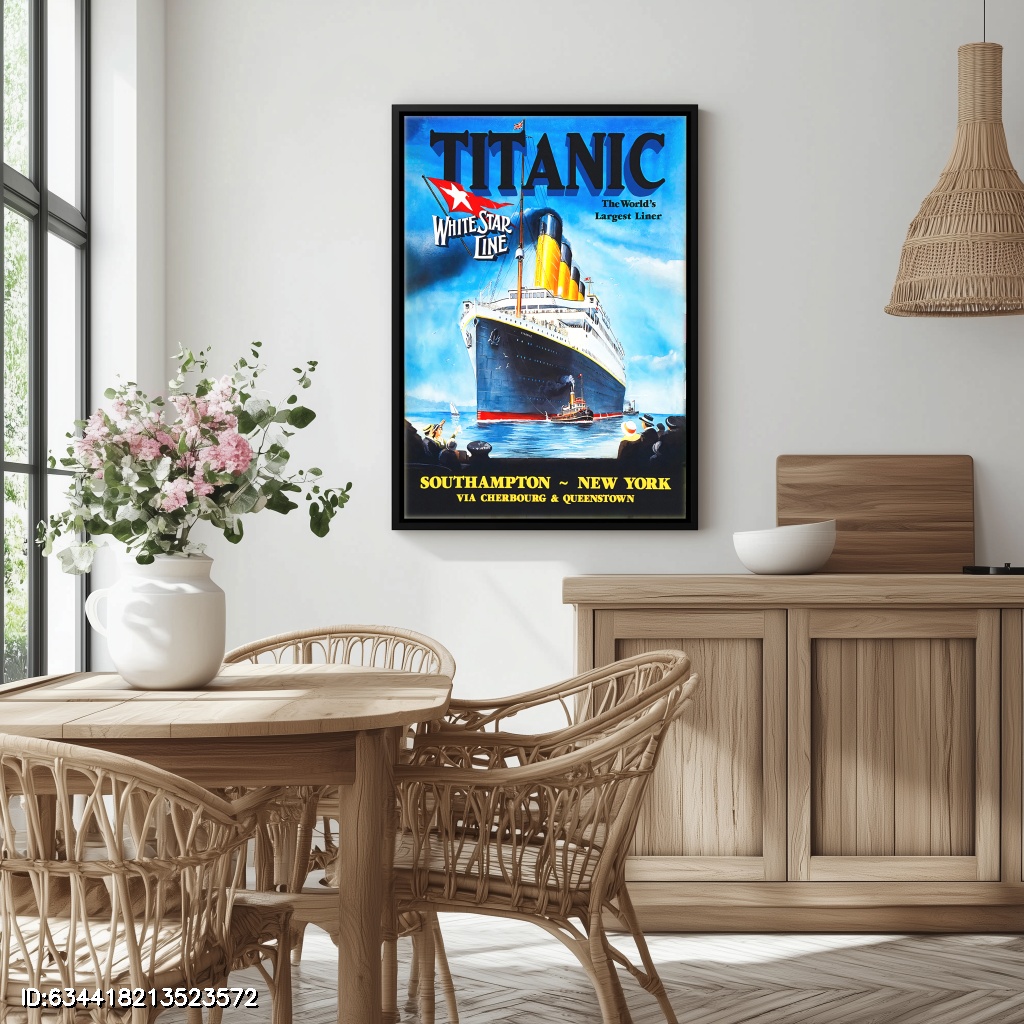 TITANIC
The World's
Largest Liner
WHITE STAR
LINE
SOUTHAMPTON ~ NEW YORK
VIA CHERBOURG & QUEENSTOWN
ID:634418213523572